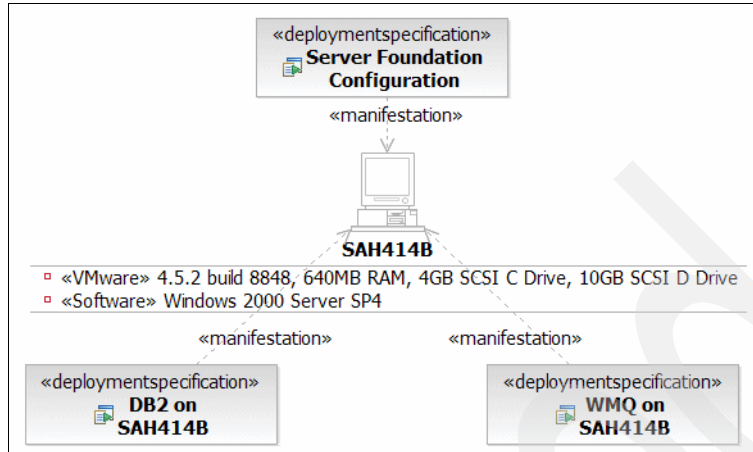 «deploymentspecification»
Server Foundation
Configuration
«manifestation»
SAH414B
«VMware» 4.5.2 build 8848, 640MB RAM, 4GB SCSI C Drive, 10GB SCSI D Drive
«Software» Windows 2000 Server SP4
«manifestation» «manifestation»
«deploymentspecification» «deploymentspecification»
DB2 on WMQ on
SAH414B SAH414B